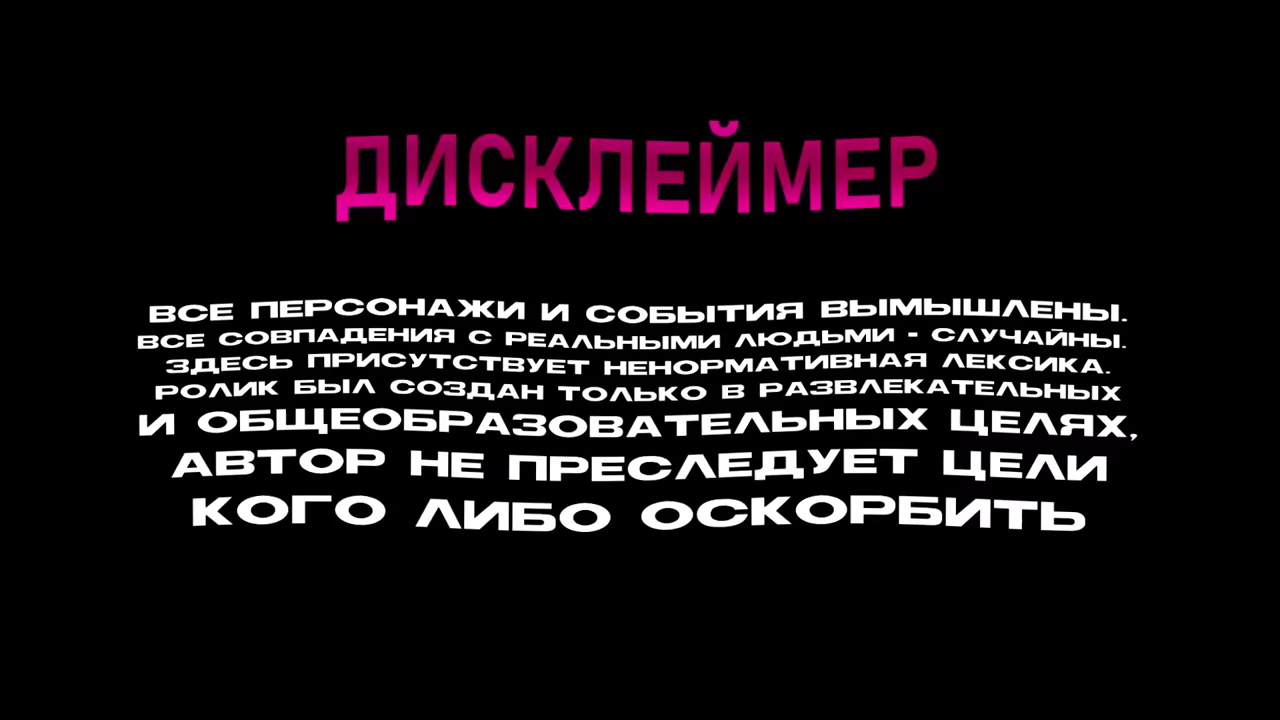 ДИСКЛЕЙМЕР
ВСЕ ПЕРСОНАЖИ И СОБЫТИЯ ВЫМЫШЛЕНЫ.
ВСЕ СОВПАДЕНИЯ С РЕАЛЬНЫМИ ЛЮДЬМИ - СЛУЧАЙНЫ.
ЗДЕСЬ ПРИСУТСТВУЕТ НЕНОРМАТИВНАЯ ЛЕКСИКА.
РОЛИК БЫЛ СОЗДАН ТОЛЬКО В РАЗВЛЕКАТЕЛЬНЫХ
И ОБЩЕОБРАЗОВАТЕЛЬНЫХ ЦЕЛЯХ,
АВТОР НЕ ПРЕСЛЕДУЕТ ЦЕЛИ
КОГО ЛИБО ОСКОРБИТЬ